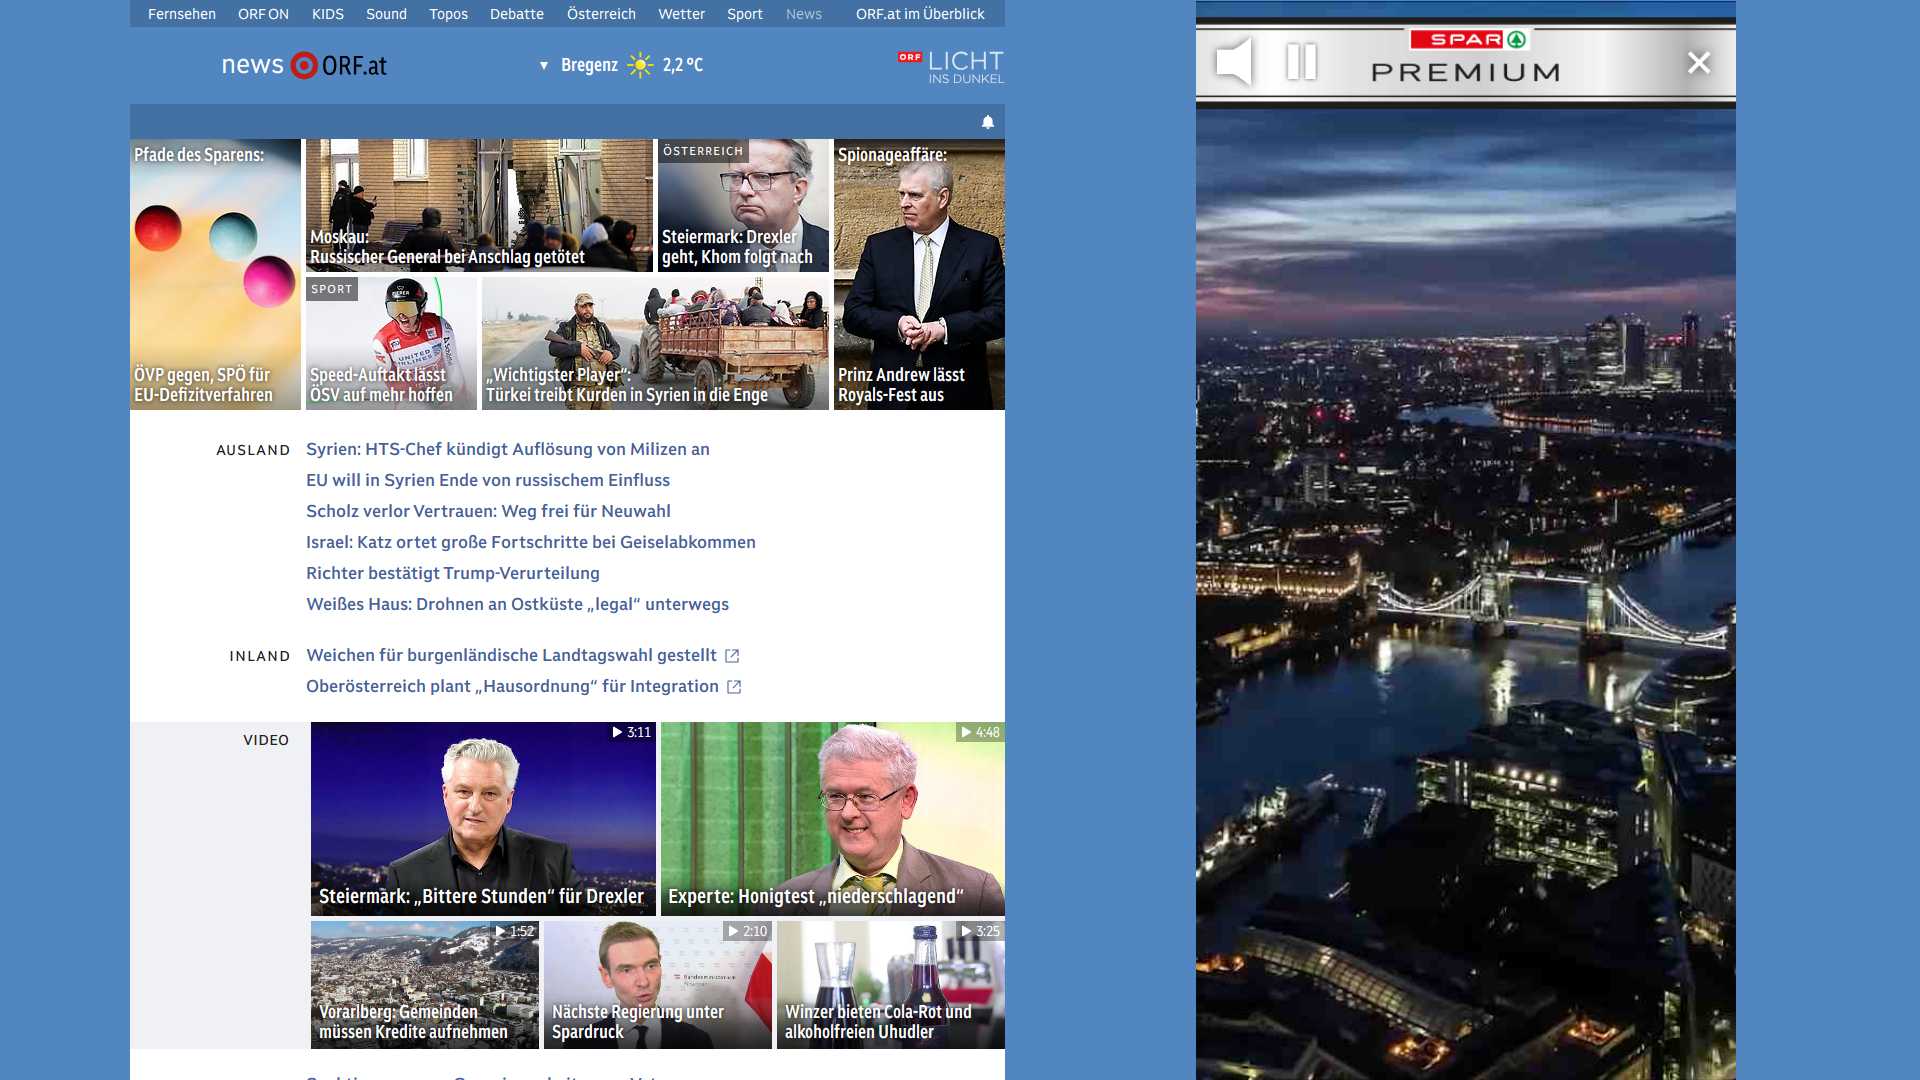 Fernsehen ORF ON KIDS Sound Topos Debatte Österreich Wetter Sport News ORF.at im Überblick
news ORF.at
▼ Bregenz 2,2 °C
ORF LICHT
INS DUNKEL
Pfade des Sparens:
ÖVP gegen, SPÖ für
EU-Defizitverfahren
Moskau:
Russischer General bei Anschlag getötet
ÖSTERREICH
Steiermark: Drexler
geht, Khom folgt nach
Spionageaffäre:
Prinz Andrew lässt
Royals-Fest aus
SPORT
Speed-Auftakt lässt
ÖSV auf mehr hoffen
„Wichtigster Player“:
Türkei treibt Kurden in Syrien in die Enge
AUSLAND
Syrien: HTS-Chef kündigt Auflösung von Milizen an
EU will in Syrien Ende von russischem Einfluss
Scholz verlor Vertrauen: Weg frei für Neuwahl
Israel: Katz ortet große Fortschritte bei Geiselabkommen
Richter bestätigt Trump-Verurteilung
Weißes Haus: Drohnen an Ostküste „legal“ unterwegs
INLAND
Weichen für burgenländische Landtagswahl gestellt
Oberösterreich plant „Hausordnung“ für Integration
VIDEO
3:11
Steiermark: „Bittere Stunden“ für Drexler
4:48
Experte: Honigtest „niederschlagend“
1:52
Vorarlberg: Gemeinden
müssen Kredite aufnehmen
2:10
Nächste Regierung unter
Spardruck
3:25
Winzer bieten Cola-Rot und
alkoholfreien Uhudler
SPAR
PREMIUM